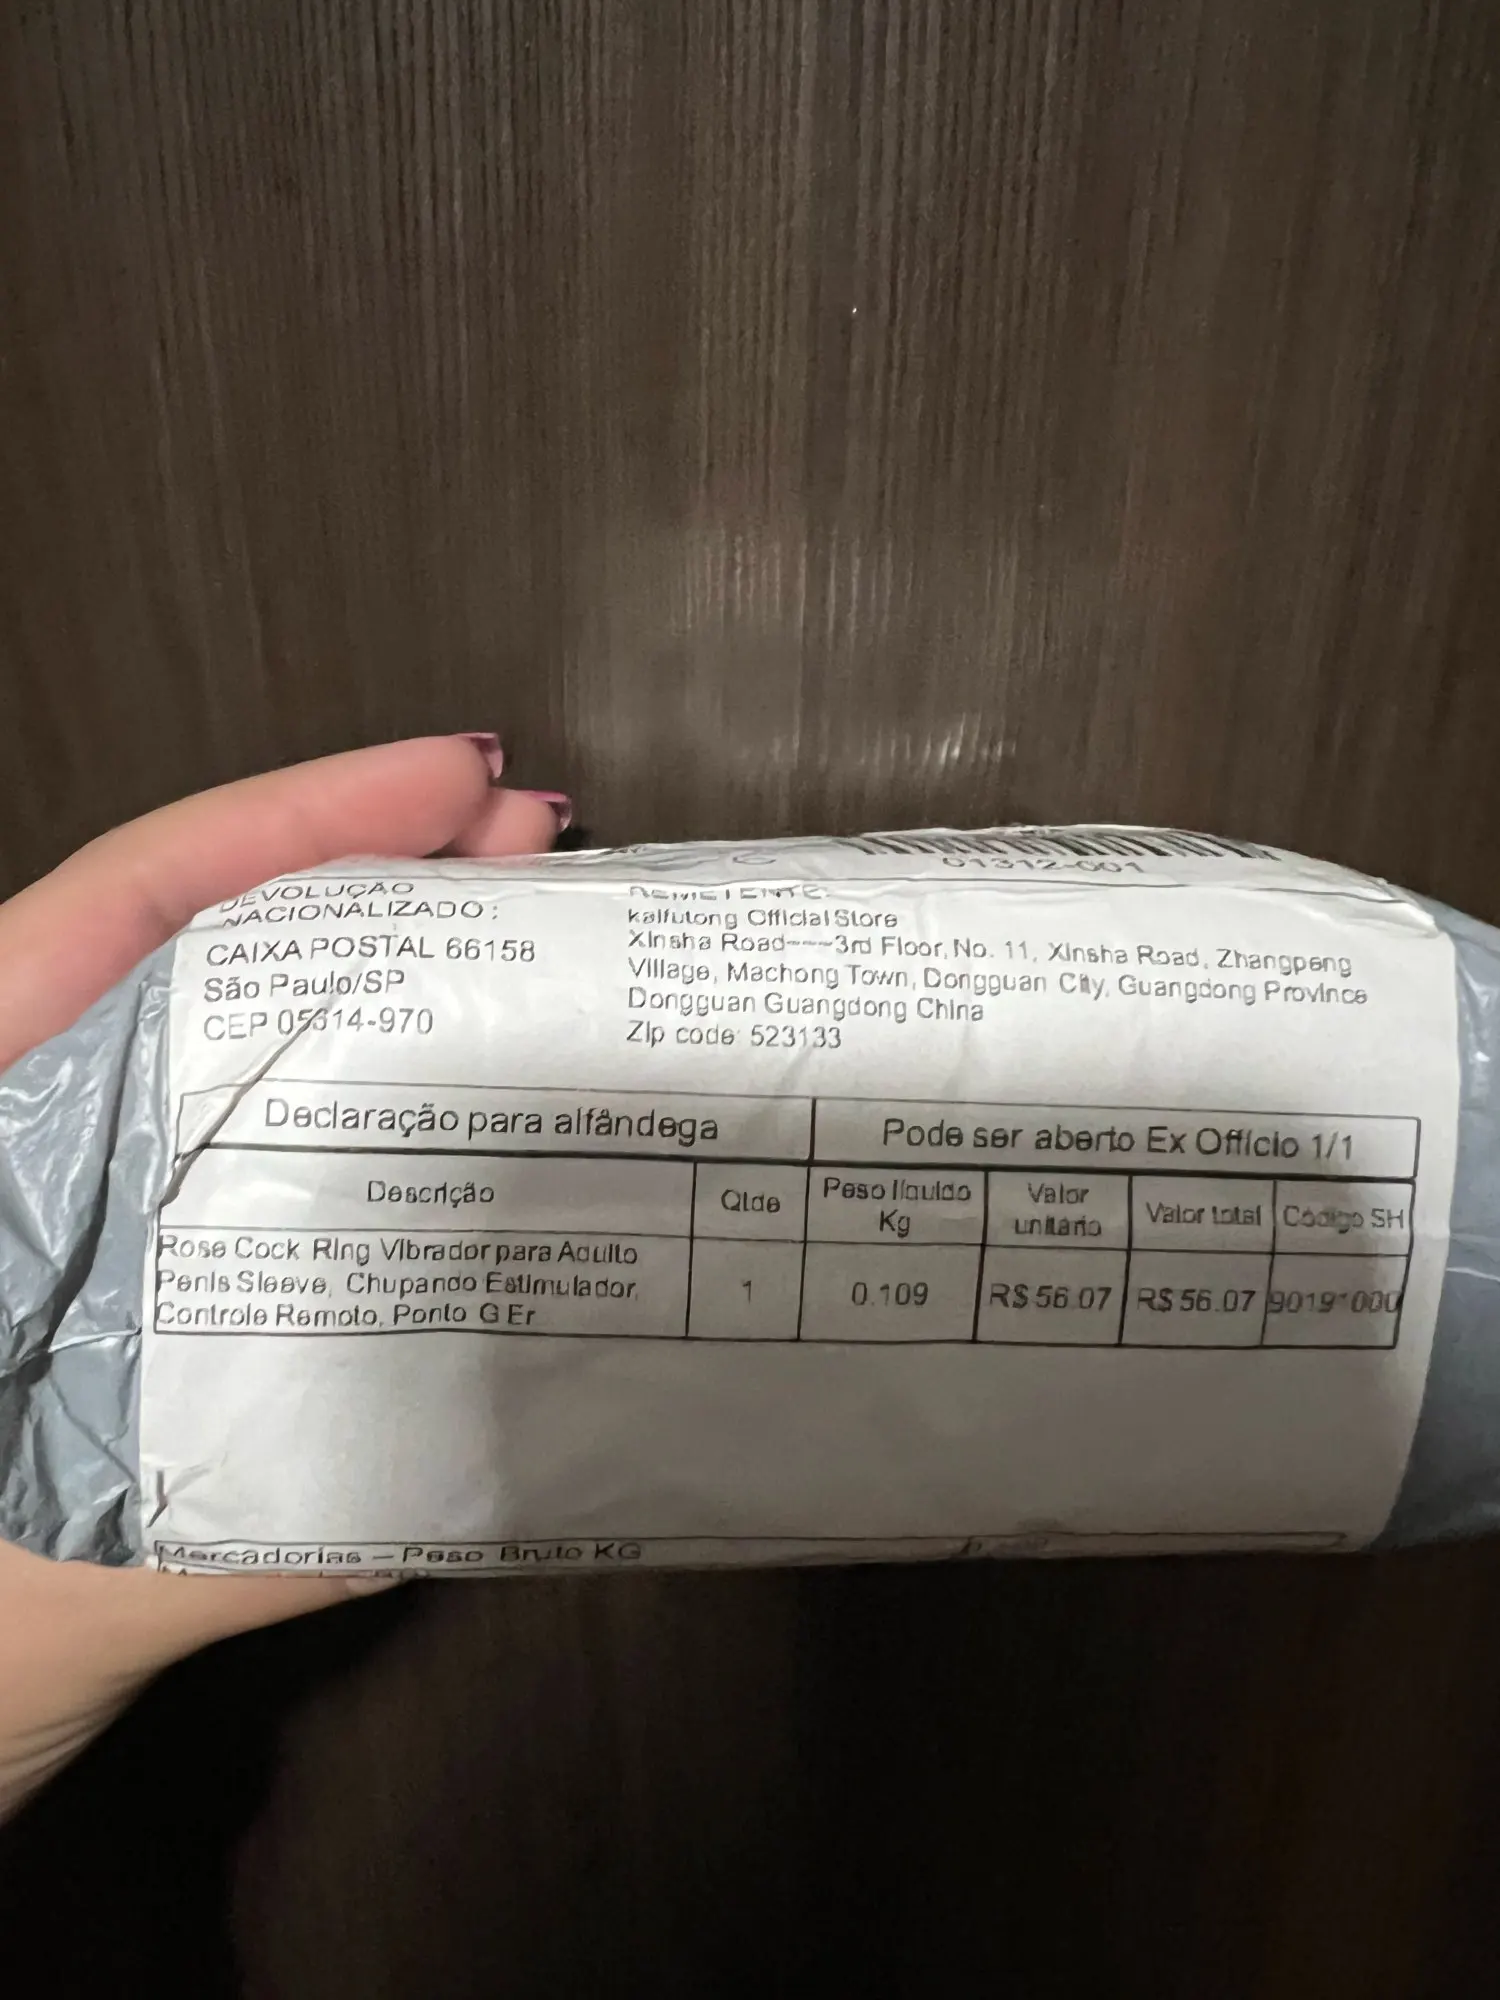 01312-001
DEVOLUÇÃO
NACIONALIZADO:
CAIXA POSTAL 66158
São Paulo/SP
CEP 05314-970
REMETENTE:
kaifutong Official Store
Xinsha Road----3rd Floor, No. 11, Xinsha Road, Zhangpeng
Village, Machong Town, Dongguan City, Guangdong Province
Dongguan Guangdong China
Zip code: 523133
Declaração para alfândega
Pode ser aberto Ex Offício 1/1
Descrição
Qtde
Peso líquido
Kg
Valor
unitário
Valor total
Código SH
Rose Cock Ring Vibrador para Adulto
Penis Sleeve, Chupando Estimulador,
Controle Remoto, Ponto G Er
1
0.109
R$ 56.07
R$ 56.07
90191000
Mercadorias – Peso Bruto KG